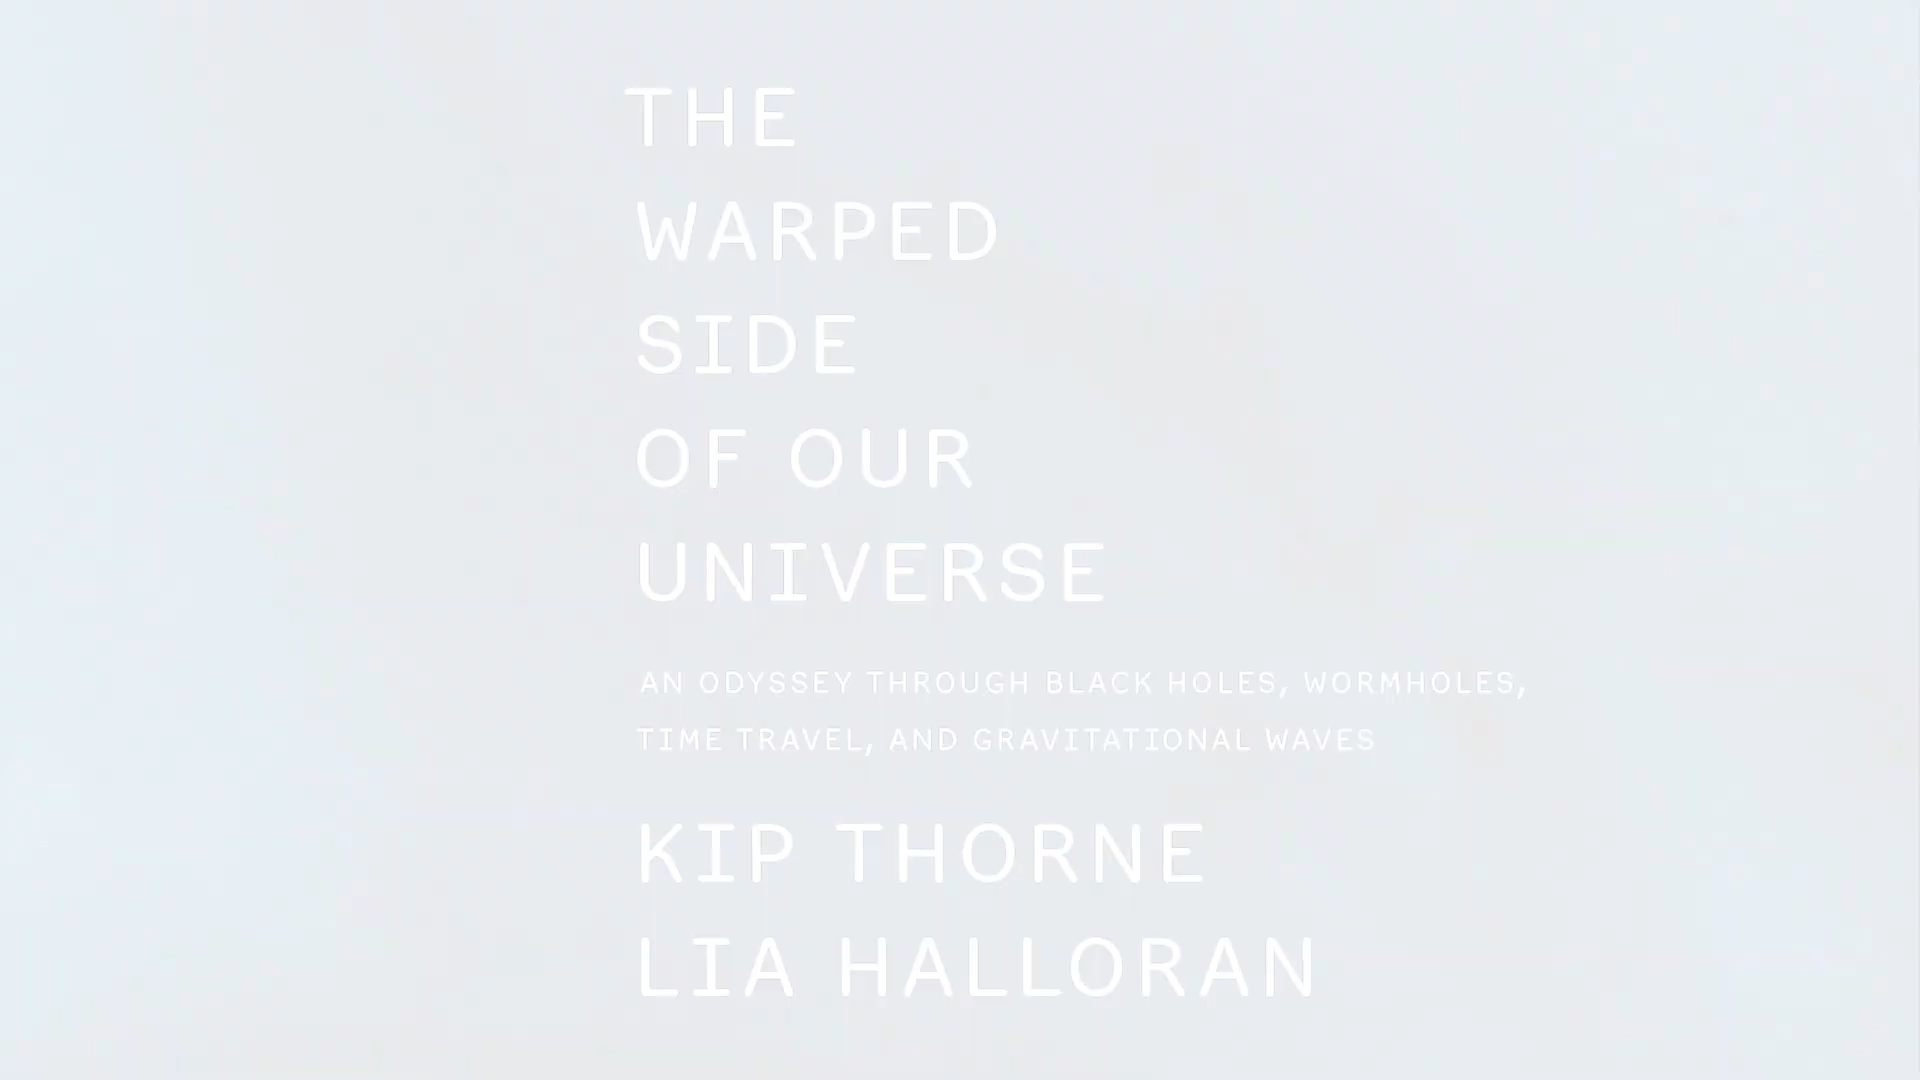 THE
WARPED
SIDE
OF OUR
UNIVERSE
AN ODYSSEY THROUGH BLACK HOLES, WORMHOLES,
TIME TRAVEL, AND GRAVITATIONAL WAVES
KIP THORNE
LIA HALLORAN